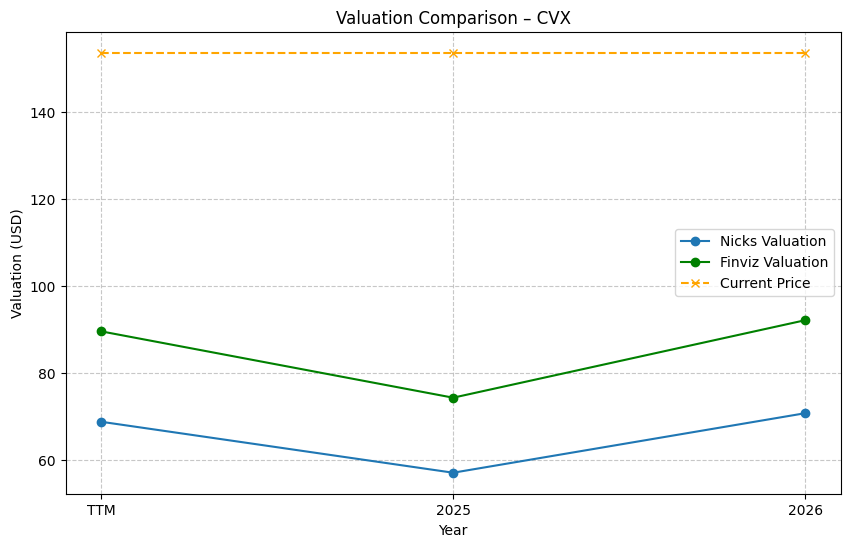 Valuation Comparison – CVX
Valuation (USD)
140
120
100
80
60
Nicks Valuation
Finviz Valuation
Current Price
TTM
2025
2026
Year